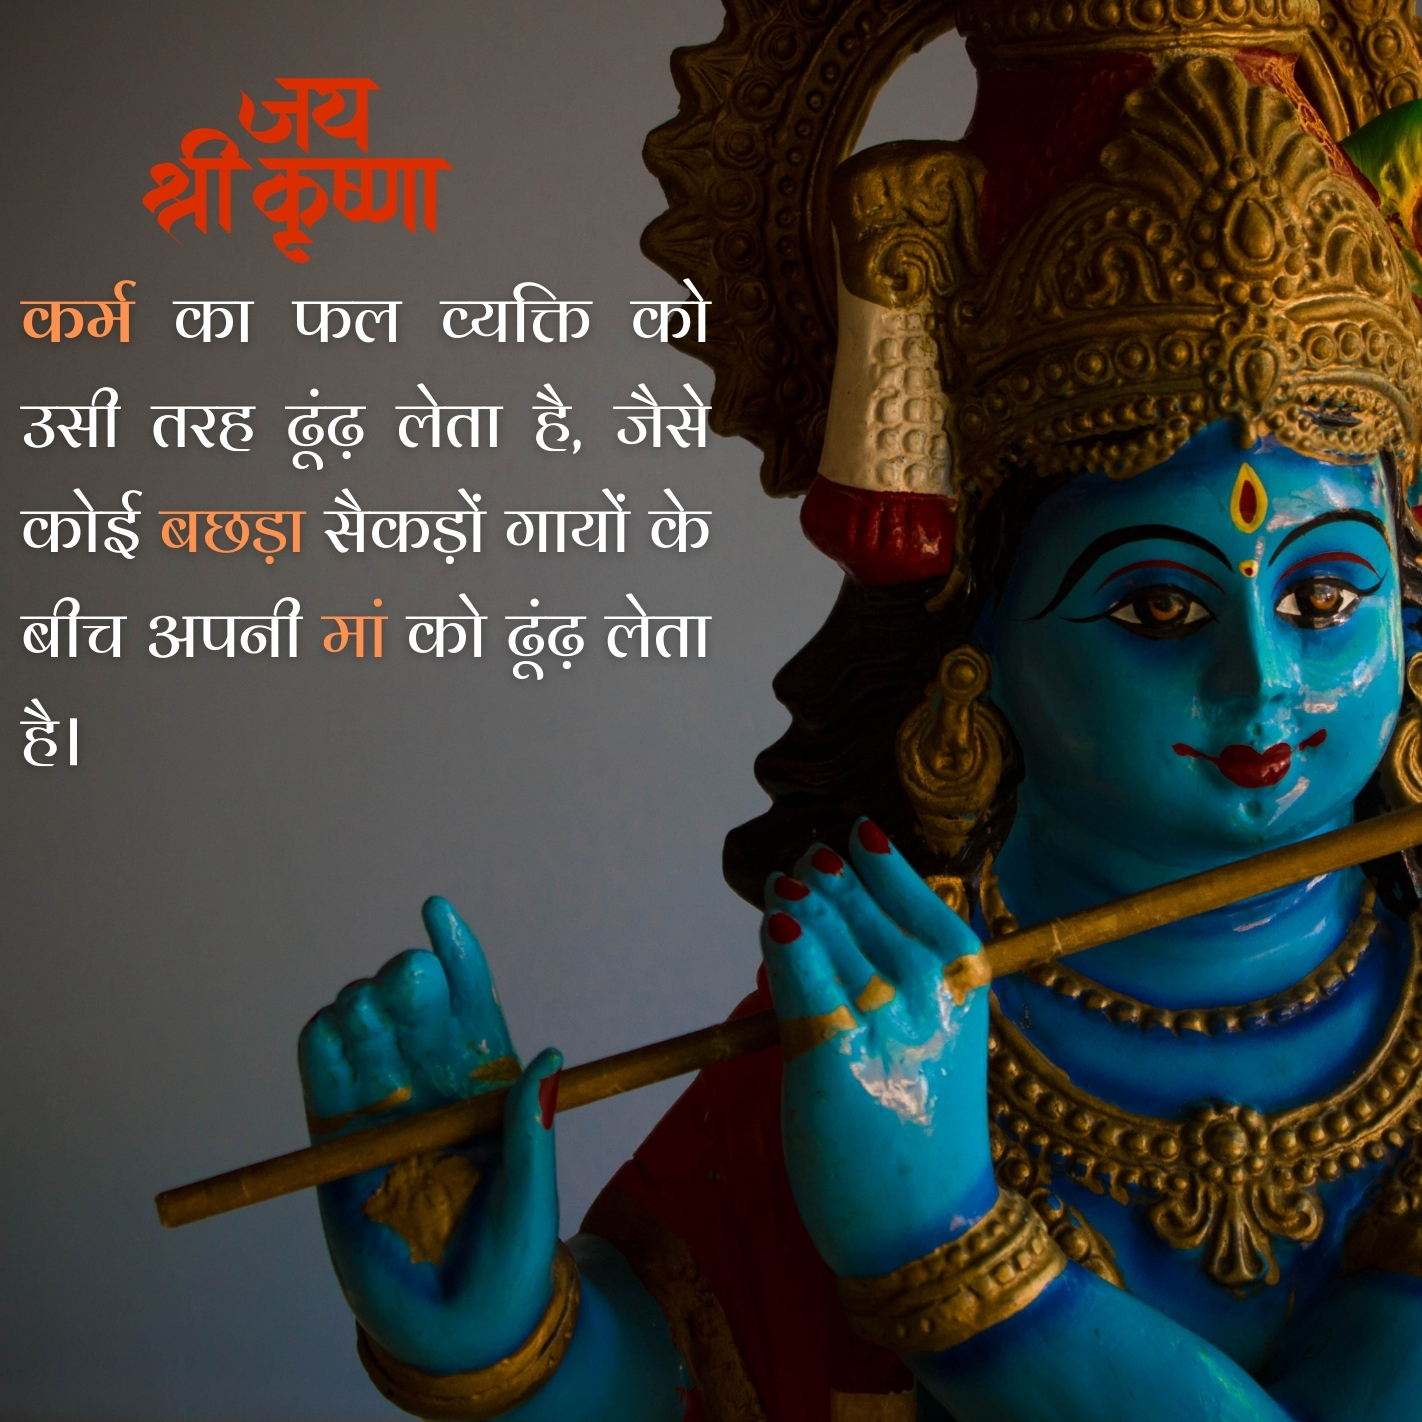 जय
श्री कृष्णा
कर्म का फल व्यक्ति को
उसी तरह ढूंढ़ लेता है, जैसे
कोई बछड़ा सैकड़ों गायों के
बीच अपनी मां को ढूंढ़ लेता
है।